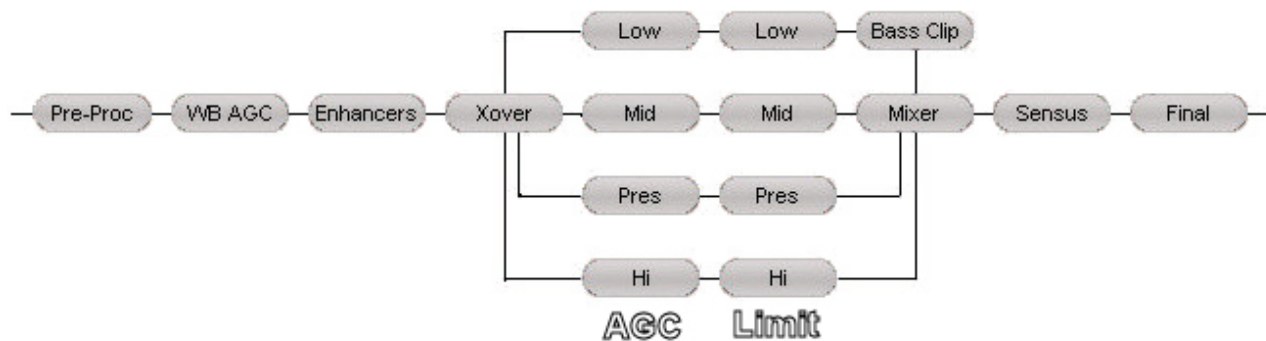 Low Low Bass Clip
Pre-Proc WB AGC Enhancers Xover Mid Mid Mixer Sensus Final
Pres Pres
Hi Hi
AGC Limit